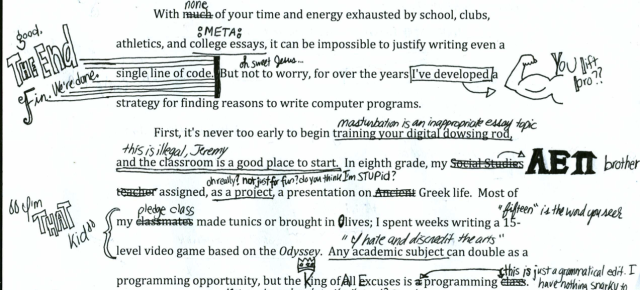 none
With much of your time and energy exhausted by school, clubs,
good.
META
athletics, and college essays, it can be impossible to justify writing even a
THE END
oh sweet Jesus...
single line of code. But not to worry, for over the years I've developed a
YOU lift bro??
Fin. We're done.
strategy for finding reasons to write computer programs.
masturbation is an inappropriate essay topic
First, it's never too early to begin training your digital dowsing rod,
this is illegal, Jeremy
and the classroom is a good place to start. In eighth grade, my Social Studies ΑΕΠ brother
oh really? not just for fun? do you think I'm STUPID?
teacher assigned, as a project, a presentation on Ancient Greek life. Most of
"I'm THAT kid"
pledge class
"fifteen" is the word you seek
my classmates made tunics or brought in Olives; I spent weeks writing a 15-
"I hate and discredit the arts"
level video game based on the Odyssey. Any academic subject can double as a
this is just a grammatical edit. I
programming opportunity, but the King of All Excuses is a programming class.
have nothing snarky to